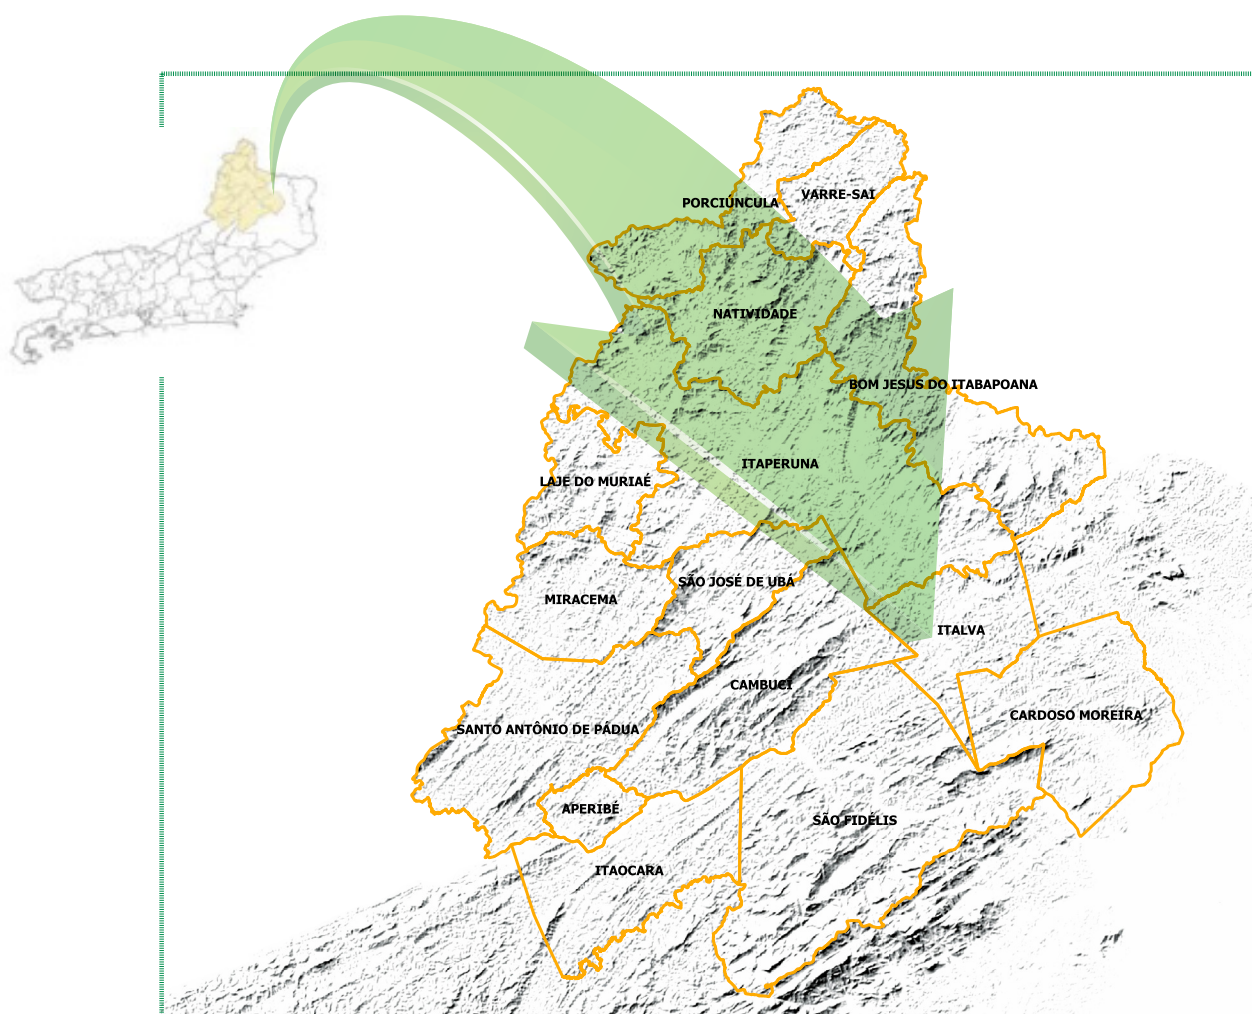 VARRE-SAI
PORCIÚNCULA
NATIVIDADE
BOM JESUS DO ITABAPOANA
ITAPERUNA
LAJE DO MURIAÉ
SÃO JOSÉ DE UBÁ
MIRACEMA
ITALVA
CAMBUCI
CARDOSO MOREIRA
SANTO ANTÔNIO DE PÁDUA
APERIBÉ
SÃO FIDÉLIS
ITAOCARA